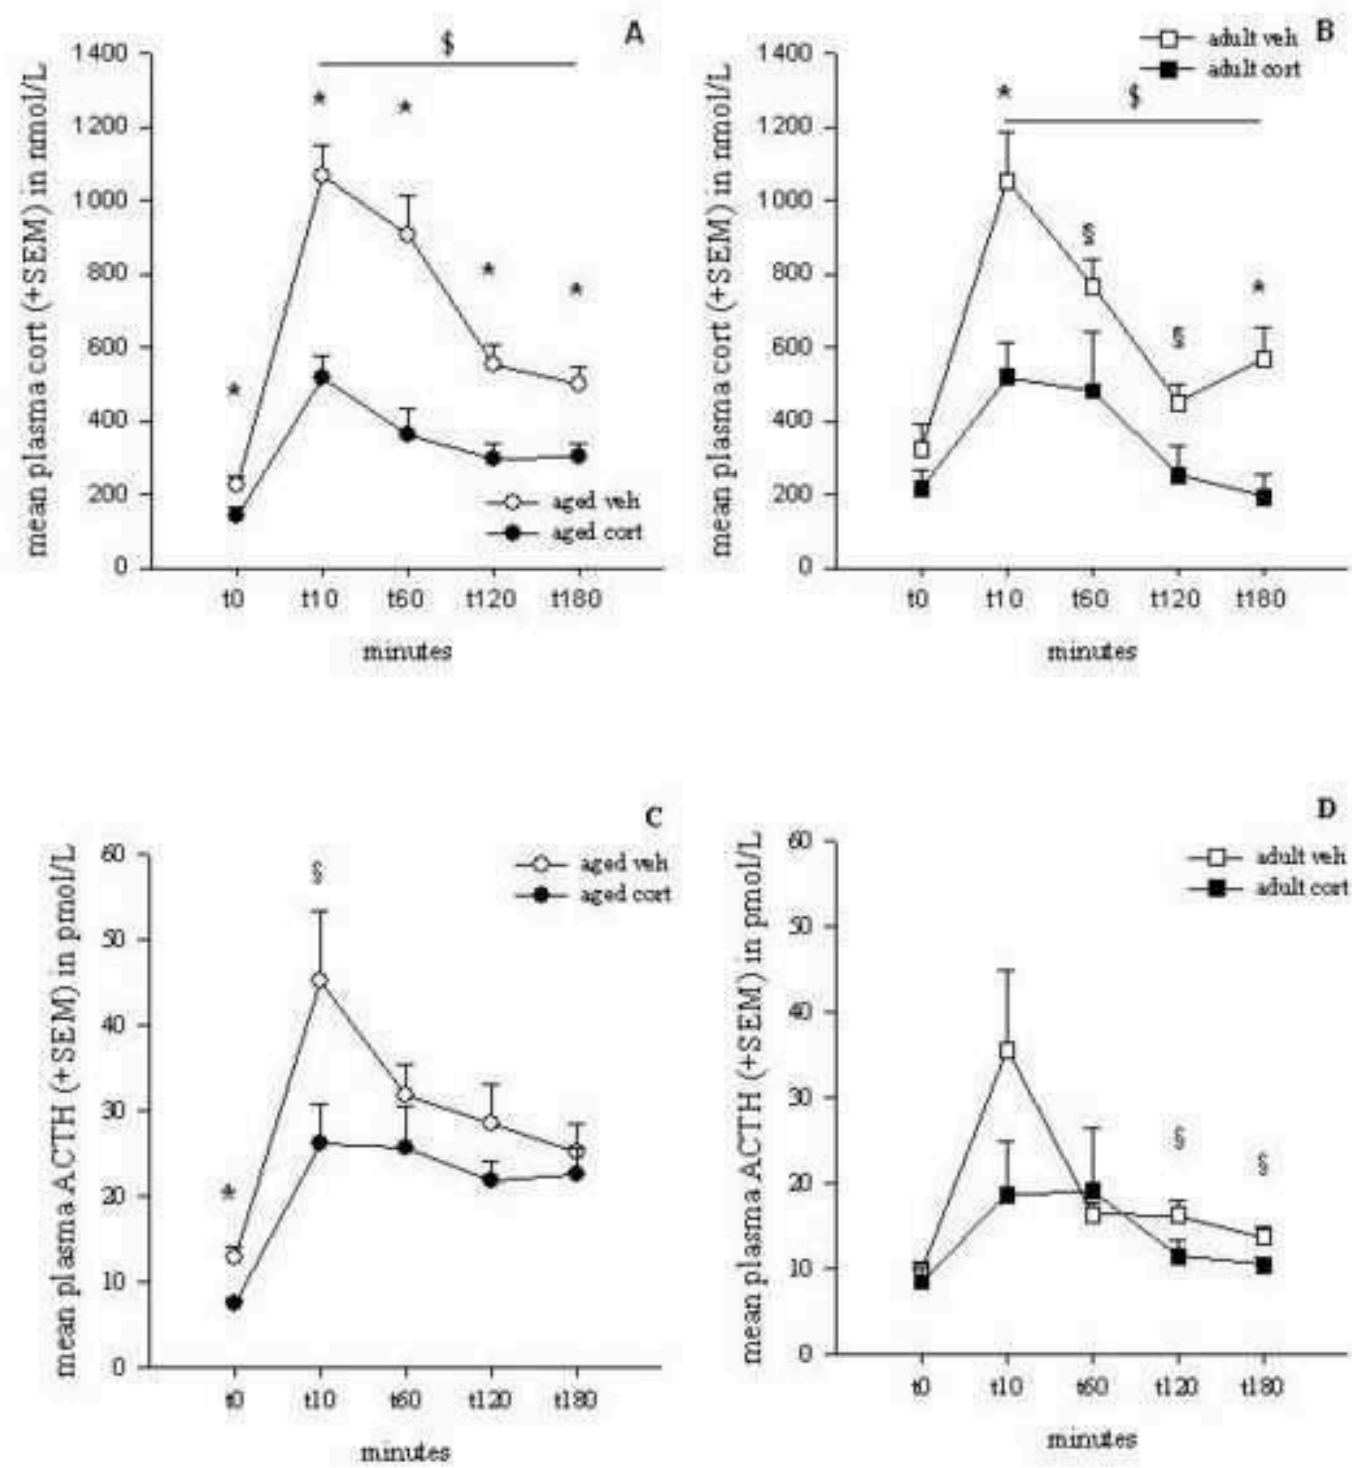 A
$
1400
1200
1000
800
600
400
200
0
* * * * *
mean plasma cort (+SEM) in nmol/L
aged veh
aged cort
t0 t10 t60 t120 t180
minutes
B
adult veh
adult cort
$
1400
1200
1000
800
600
400
200
0
* § § *
mean plasma cort (+SEM) in nmol/L
t0 t10 t60 t120 t180
minutes
C
aged veh
aged cort
60
50
40
30
20
10
0
* §
mean plasma ACTH (+SEM) in pmol/L
t0 t10 t60 t120 t180
minutes
D
adult veh
adult cort
60
50
40
30
20
10
0
§ §
mean plasma ACTH (+SEM) in pmol/L
t0 t10 t60 t120 t180
minutes